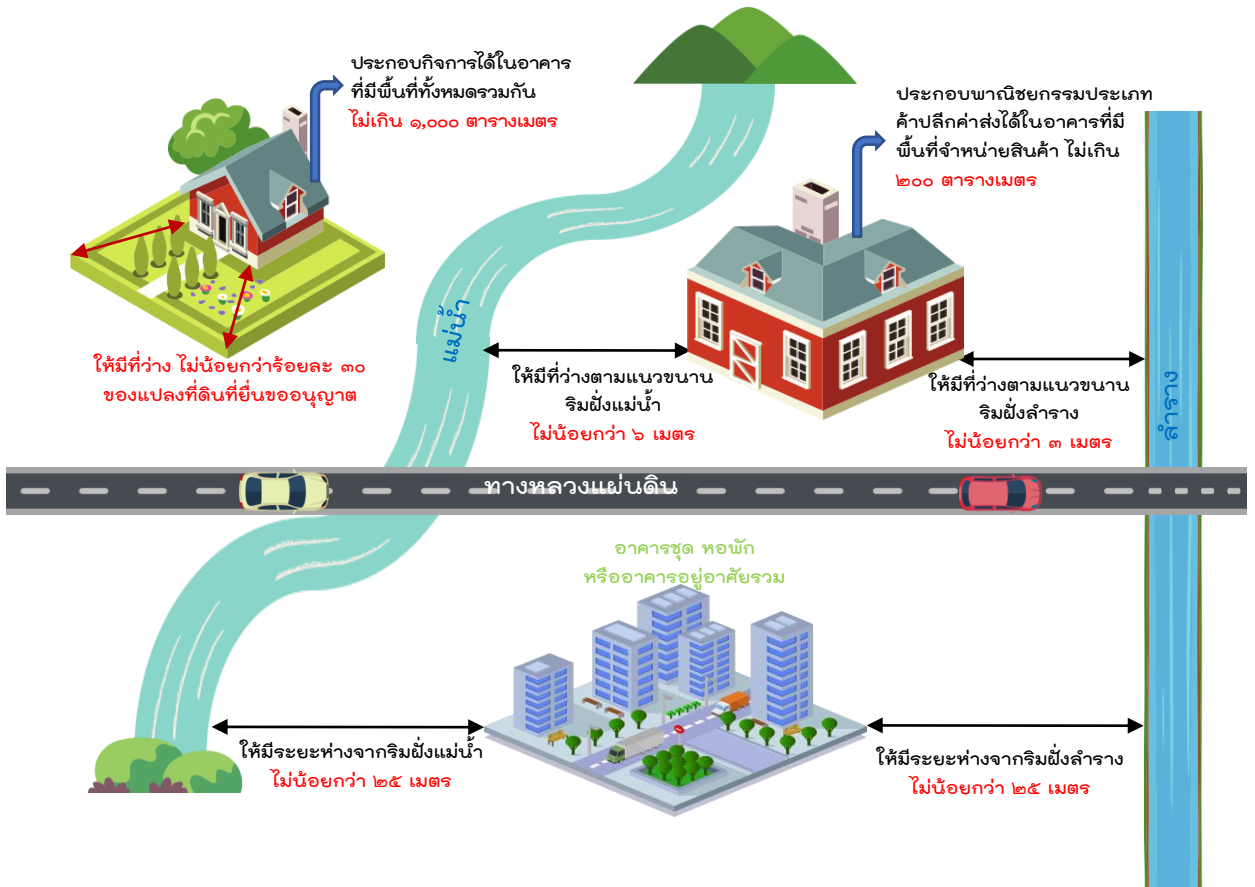 ประกอบกิจการได้ในอาคาร
ที่มีพื้นที่ทั้งหมดรวมกัน
ไม่เกิน ๑,๐๐๐ ตารางเมตร
ประกอบพาณิชยกรรมประเภท
ค้าปลีกค่าส่งได้ในอาคารที่มี
พื้นที่จำหน่ายสินค้า ไม่เกิน
๒๐๐ ตารางเมตร
แม่น้ำ
ให้มีที่ว่าง ไม่น้อยกว่าร้อยละ ๓๐
ของแปลงที่ดินที่ยื่นขออนุญาต
ให้มีที่ว่างตามแนวขนาน
ริมฝั่งแม่น้ำ
ไม่น้อยกว่า ๖ เมตร
ให้มีที่ว่างตามแนวขนาน
ริมฝั่งลำราง
ไม่น้อยกว่า ๓ เมตร
ลำราง
ทางหลวงแผ่นดิน
อาคารชุด หอพัก
หรืออาคารอยู่อาศัยรวม
ให้มีระยะห่างจากริมฝั่งแม่น้ำ
ไม่น้อยกว่า ๒๕ เมตร
ให้มีระยะห่างจากริมฝั่งลำราง
ไม่น้อยกว่า ๒๕ เมตร